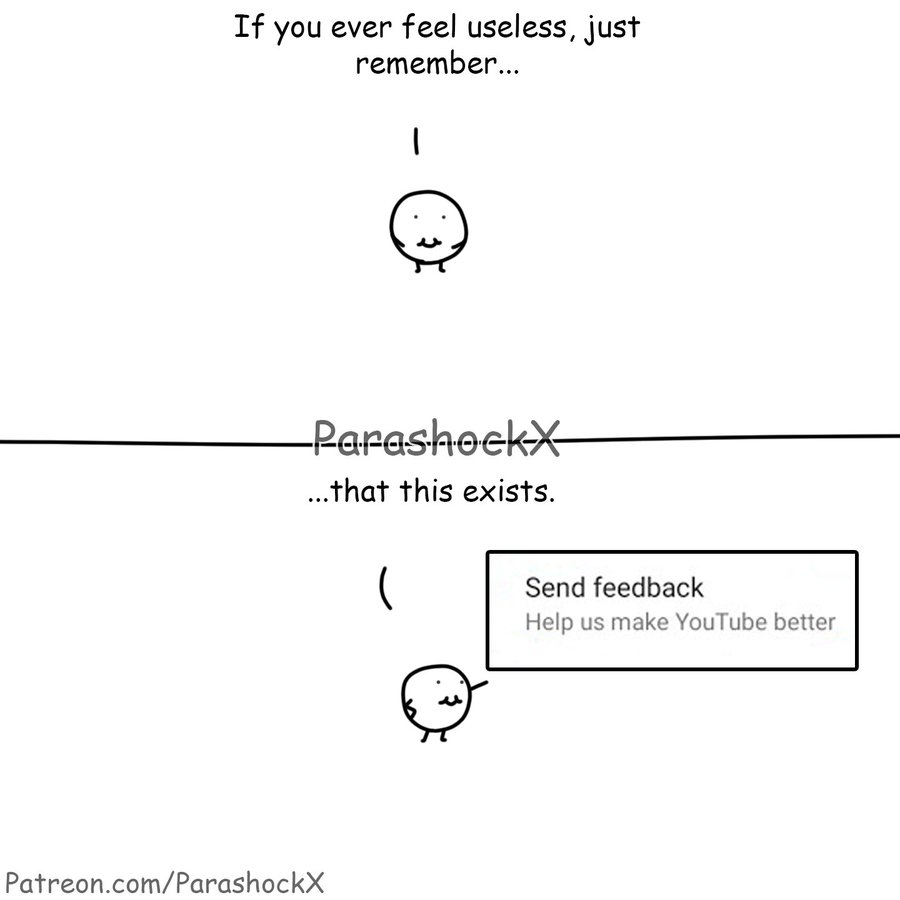 If you ever feel useless, just
remember...
ParashockX
...that this exists.
Send feedback
Help us make YouTube better
Patreon.com/ParashockX